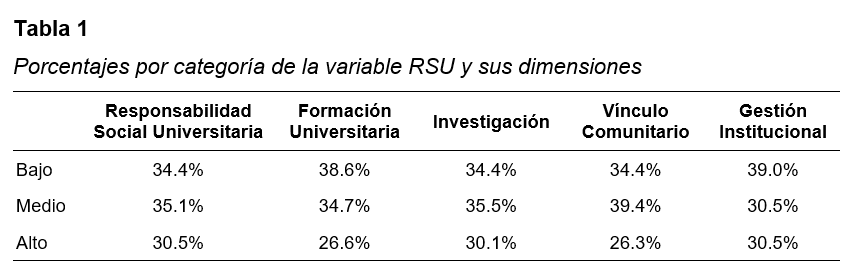 Tabla 1
Porcentajes por categoría de la variable RSU y sus dimensiones
Responsabilidad Social Universitaria Formación Universitaria Investigación Vínculo Comunitario Gestión Institucional
Bajo 34.4% 38.6% 34.4% 34.4% 39.0%
Medio 35.1% 34.7% 35.5% 39.4% 30.5%
Alto 30.5% 26.6% 30.1% 26.3% 30.5%